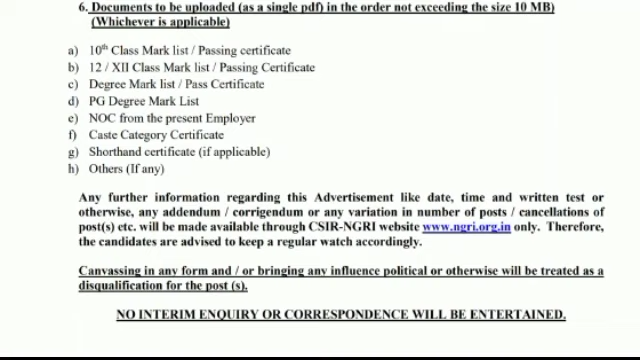 6. Documents to be uploaded (as a single pdf) in the order not exceeding the size 10 MB)
(Whichever is applicable)
a) 10th Class Mark list / Passing certificate
b) 12 / XII Class Mark list / Passing Certificate
c) Degree Mark list / Pass Certificate
d) PG Degree Mark List
e) NOC from the present Employer
f) Caste Category Certificate
g) Shorthand certificate (if applicable)
h) Others (If any)
Any further information regarding this Advertisement like date, time and written test or
otherwise, any addendum / corrigendum or any variation in number of posts / cancellations of
post(s) etc. will be made available through CSIR-NGRI website www.ngri.org.in only. Therefore,
the candidates are advised to keep a regular watch accordingly.
Canvassing in any form and / or bringing any influence political or otherwise will be treated as a
disqualification for the post (s).
NO INTERIM ENQUIRY OR CORRESPONDENCE WILL BE ENTERTAINED.